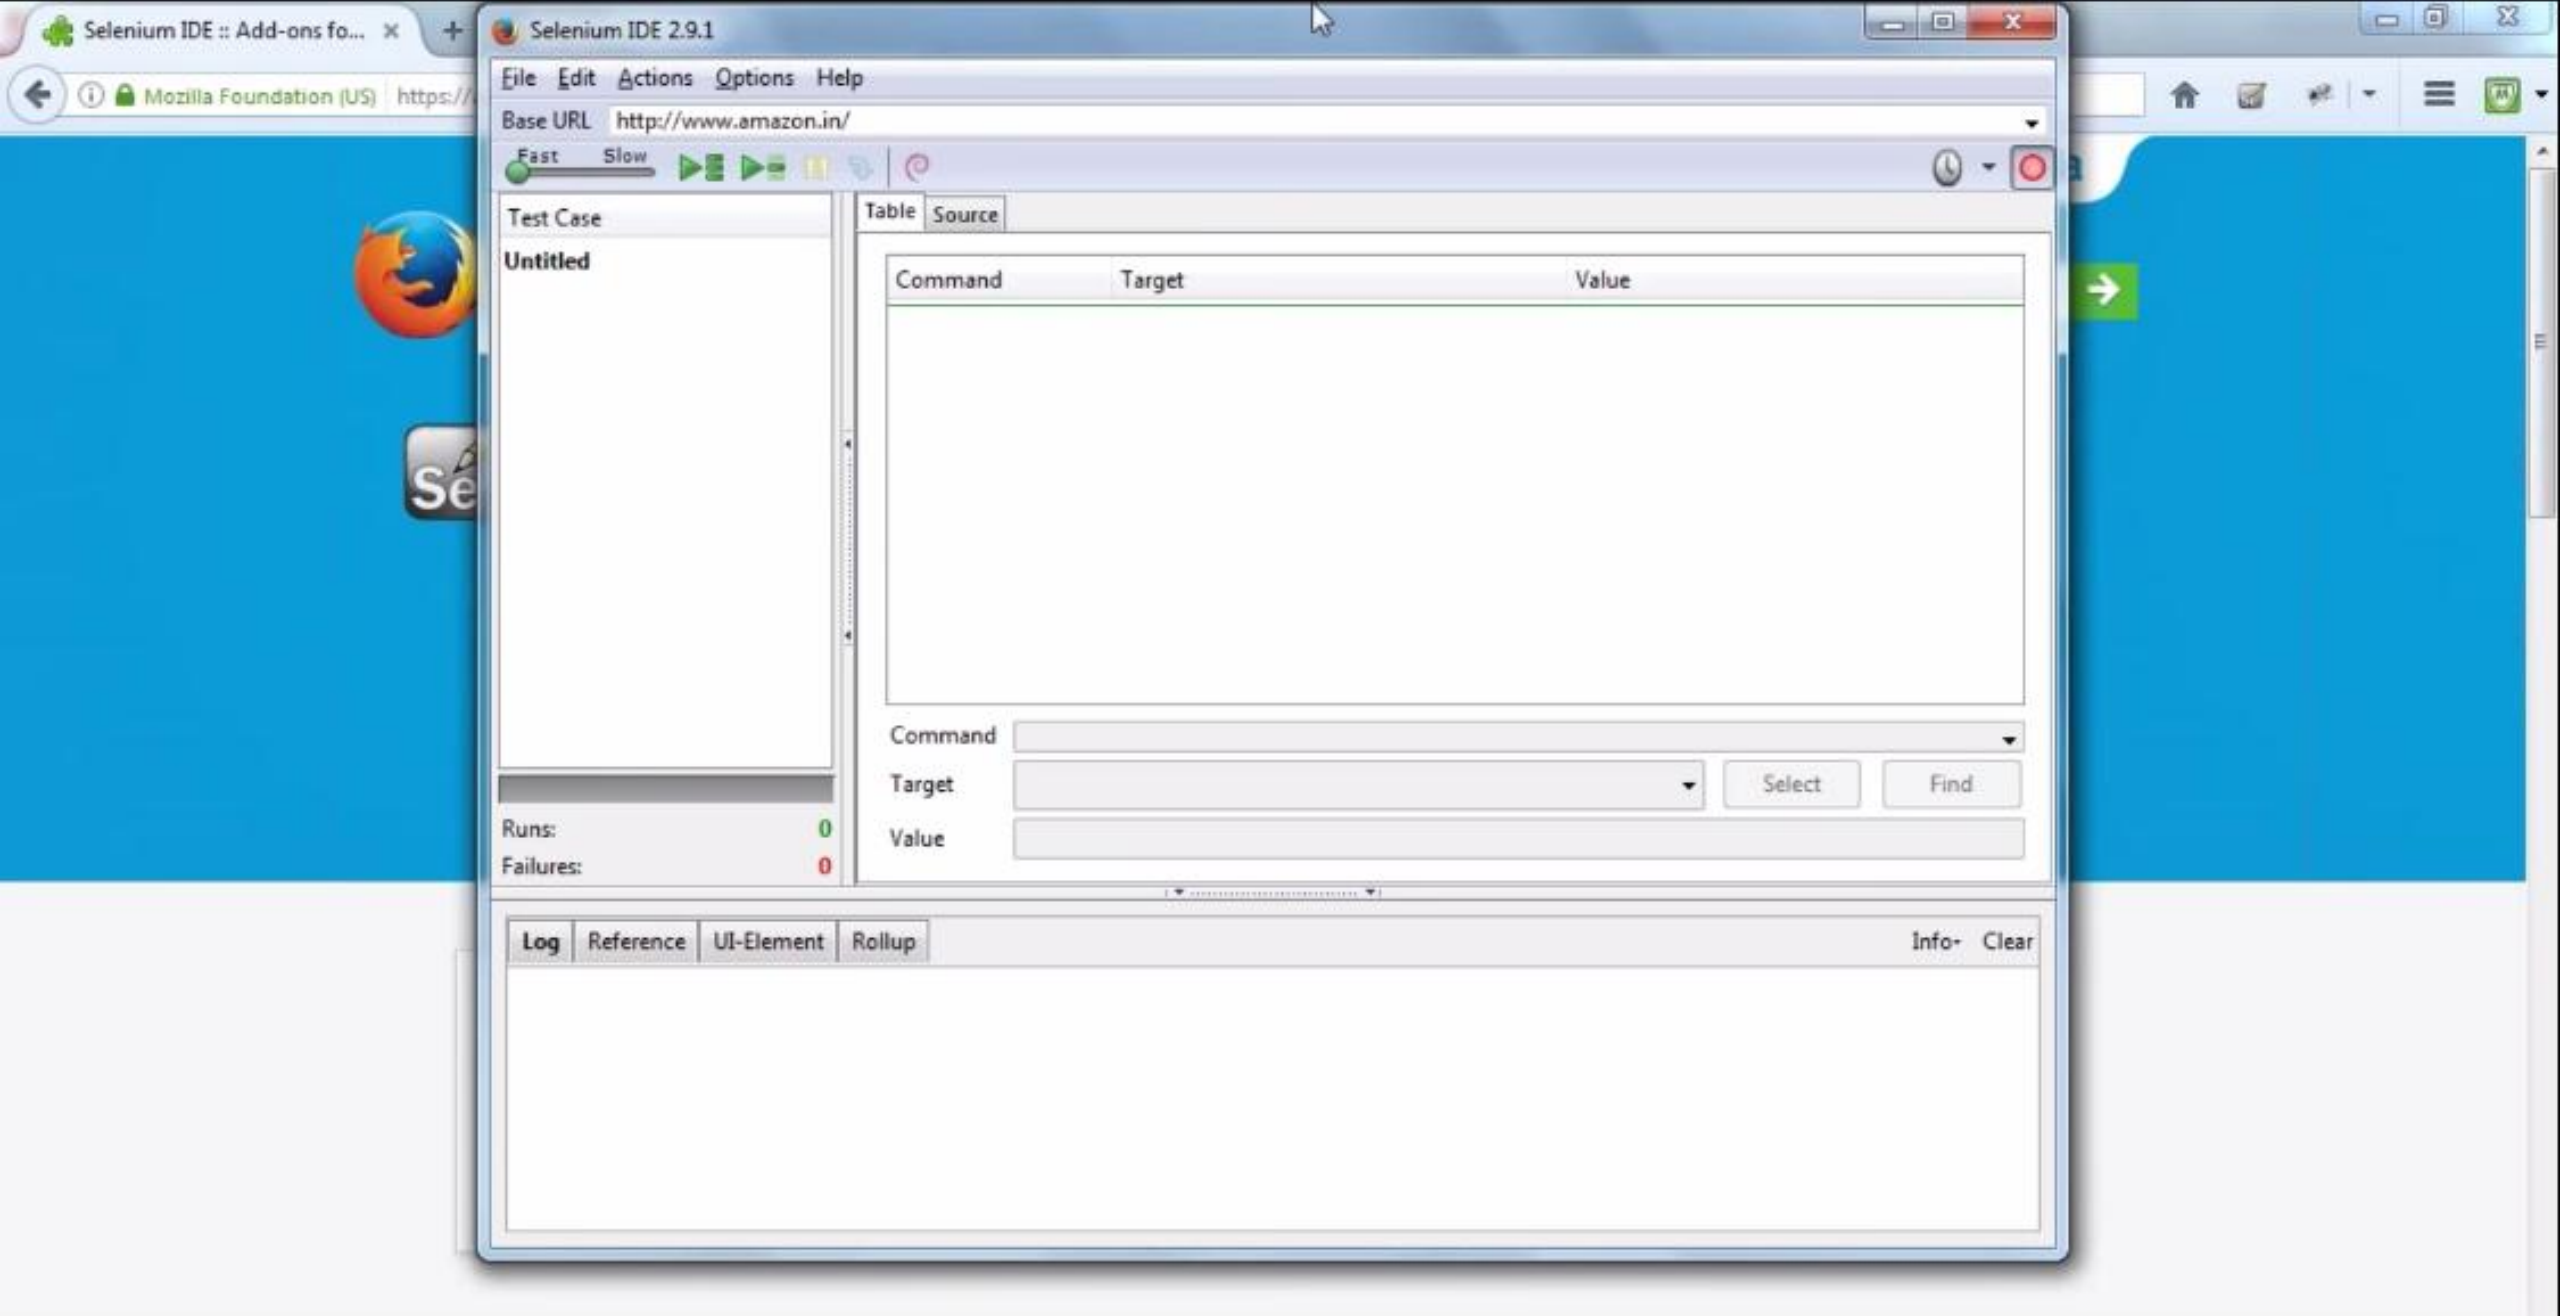 Selenium IDE :: Add-ons fo...
Selenium IDE 2.9.1
File Edit Actions Options Help
Mozilla Foundation (US) https://
Base URL http://www.amazon.in/
Fast Slow
Test Case
Table Source
Untitled
Command Target Value
Se
Command
Target Select Find
Runs: 0
Value
Failures: 0
Log Reference UI-Element Rollup Info- Clear